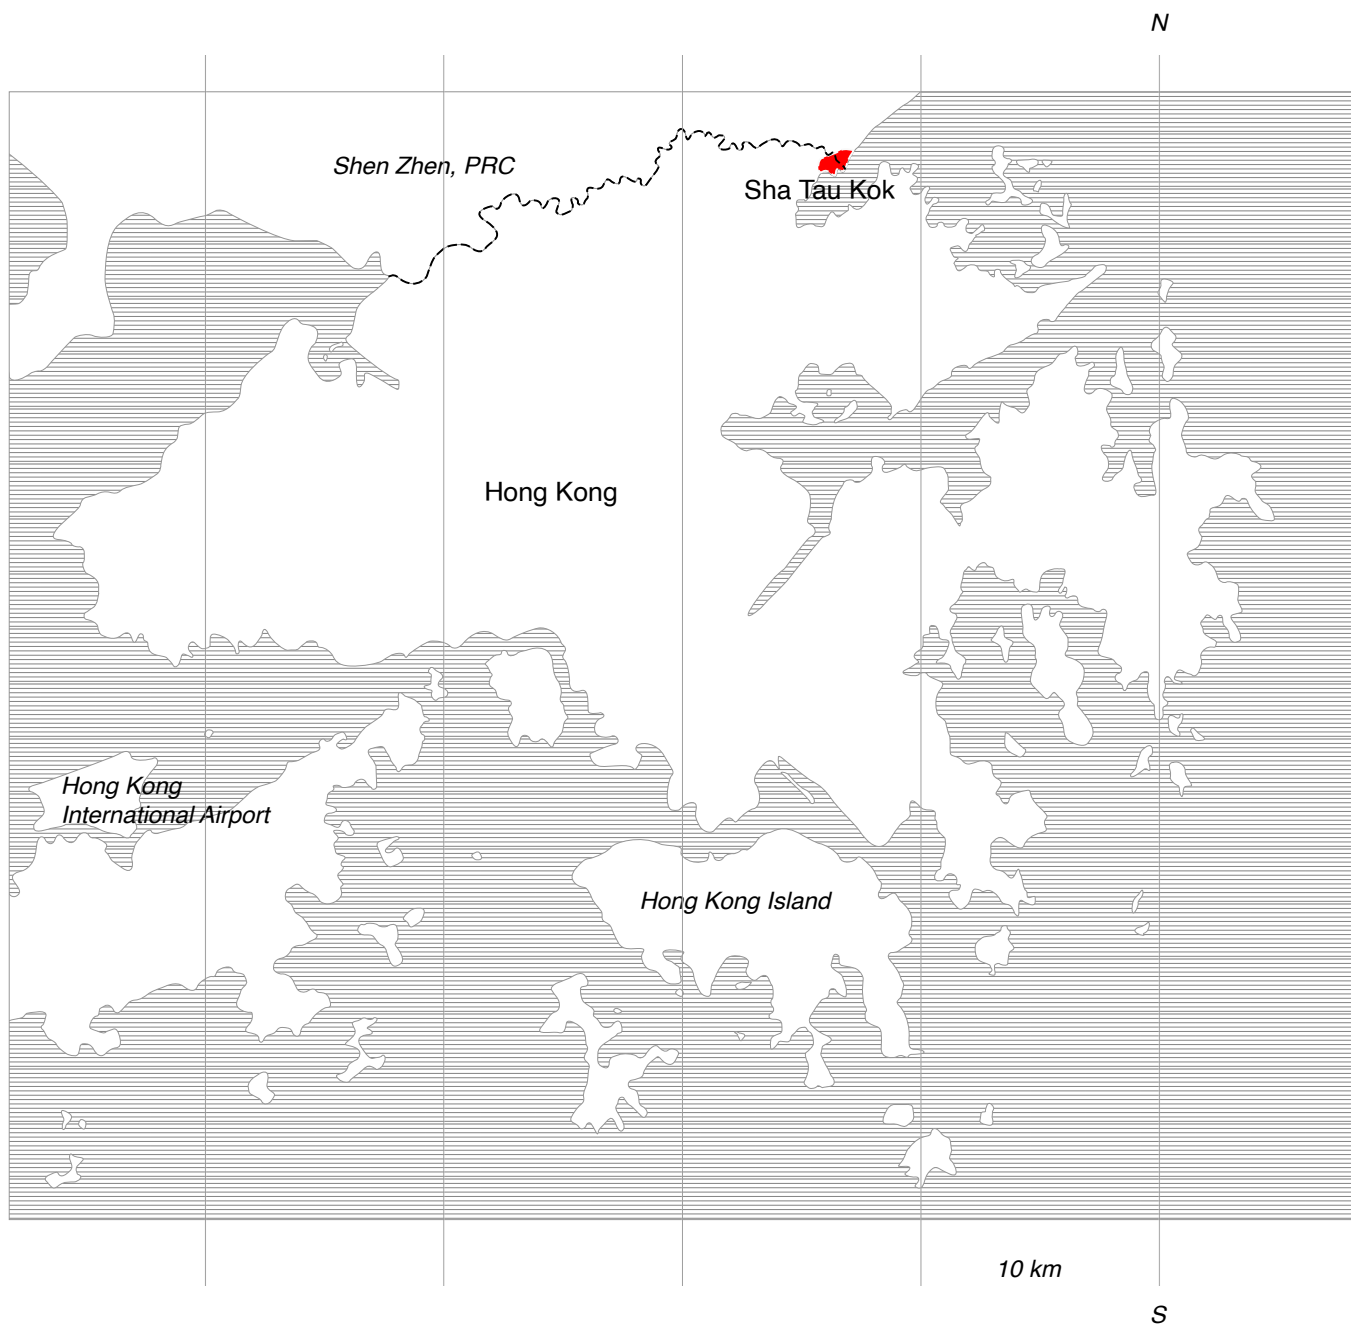 N
Shen Zhen, PRC
Sha Tau Kok
Hong Kong
Hong Kong
International Airport
Hong Kong Island
10 km
S